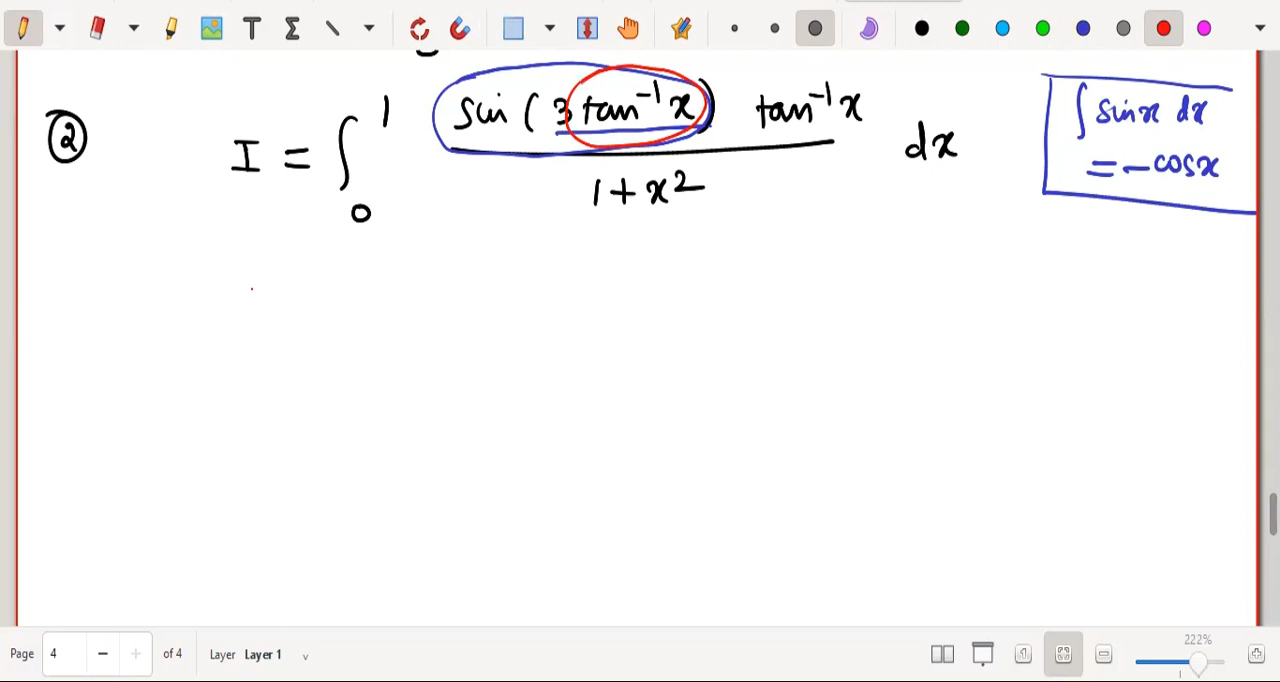 ② I = ∫₀¹ sin(3tan⁻¹x) tan⁻¹x / 1+x² dx
∫ sinx dx
= -cosx
Page 4 of 4 Layer Layer 1 222%